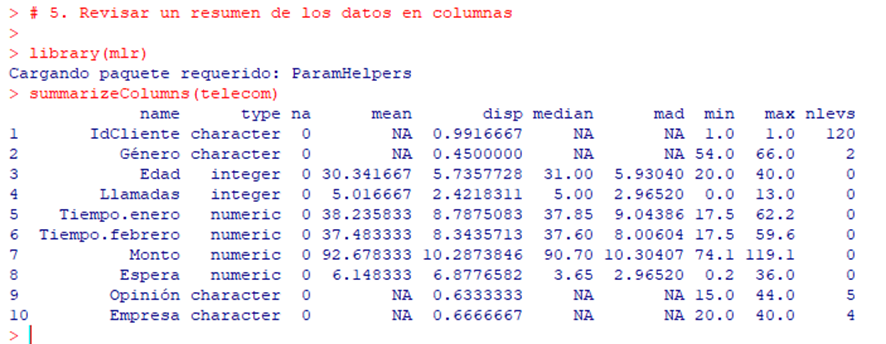 > # 5. Revisar un resumen de los datos en columnas
>
> library(mlr)
Cargando paquete requerido: ParamHelpers
> summarizeColumns(telecom)
name type na mean disp median mad min max nlevs
1 IdCliente character 0 NA 0.9916667 NA NA 1.0 1.0 120
2 Género character 0 NA 0.4500000 NA NA 54.0 66.0 2
3 Edad integer 0 30.341667 5.7357728 31.00 5.93040 20.0 40.0 0
4 Llamadas integer 0 5.016667 2.4218311 5.00 2.96520 0.0 13.0 0
5 Tiempo.enero numeric 0 38.235833 8.7875083 37.85 9.04386 17.5 62.2 0
6 Tiempo.febrero numeric 0 37.483333 8.3435713 37.60 8.00604 17.5 59.6 0
7 Monto numeric 0 92.678333 10.2873846 90.70 10.30407 74.1 119.1 0
8 Espera numeric 0 6.148333 6.8776582 3.65 2.96520 0.2 36.0 0
9 Opinión character 0 NA 0.6333333 NA NA 15.0 44.0 5
10 Empresa character 0 NA 0.6666667 NA NA 20.0 40.0 4
>